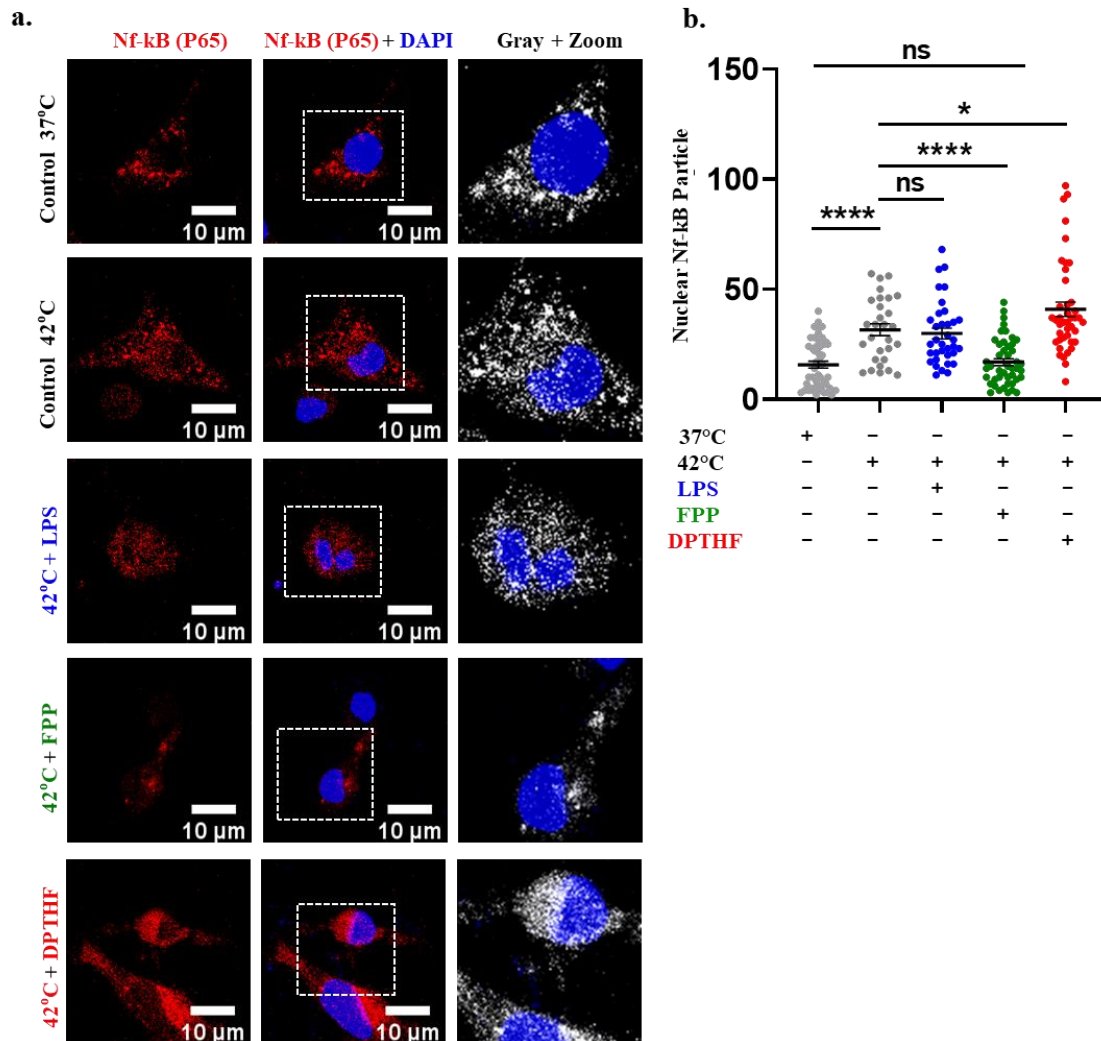 a.
Nf-kB (P65)
Nf-kB (P65) + DAPI
Gray + Zoom
Control 37°C
10 µm
10 µm
Control 42°C
10 µm
10 µm
42°C + LPS
10 µm
10 µm
42°C + FPP
10 µm
10 µm
42°C + DPTHF
10 µm
10 µm
b.
Nuclear Nf-kB Particle
150
100
50
0
ns
*
****
ns
****
37°C + − − − −
42°C − + + + +
LPS − − + − −
FPP − − − + −
DPTHF − − − − +